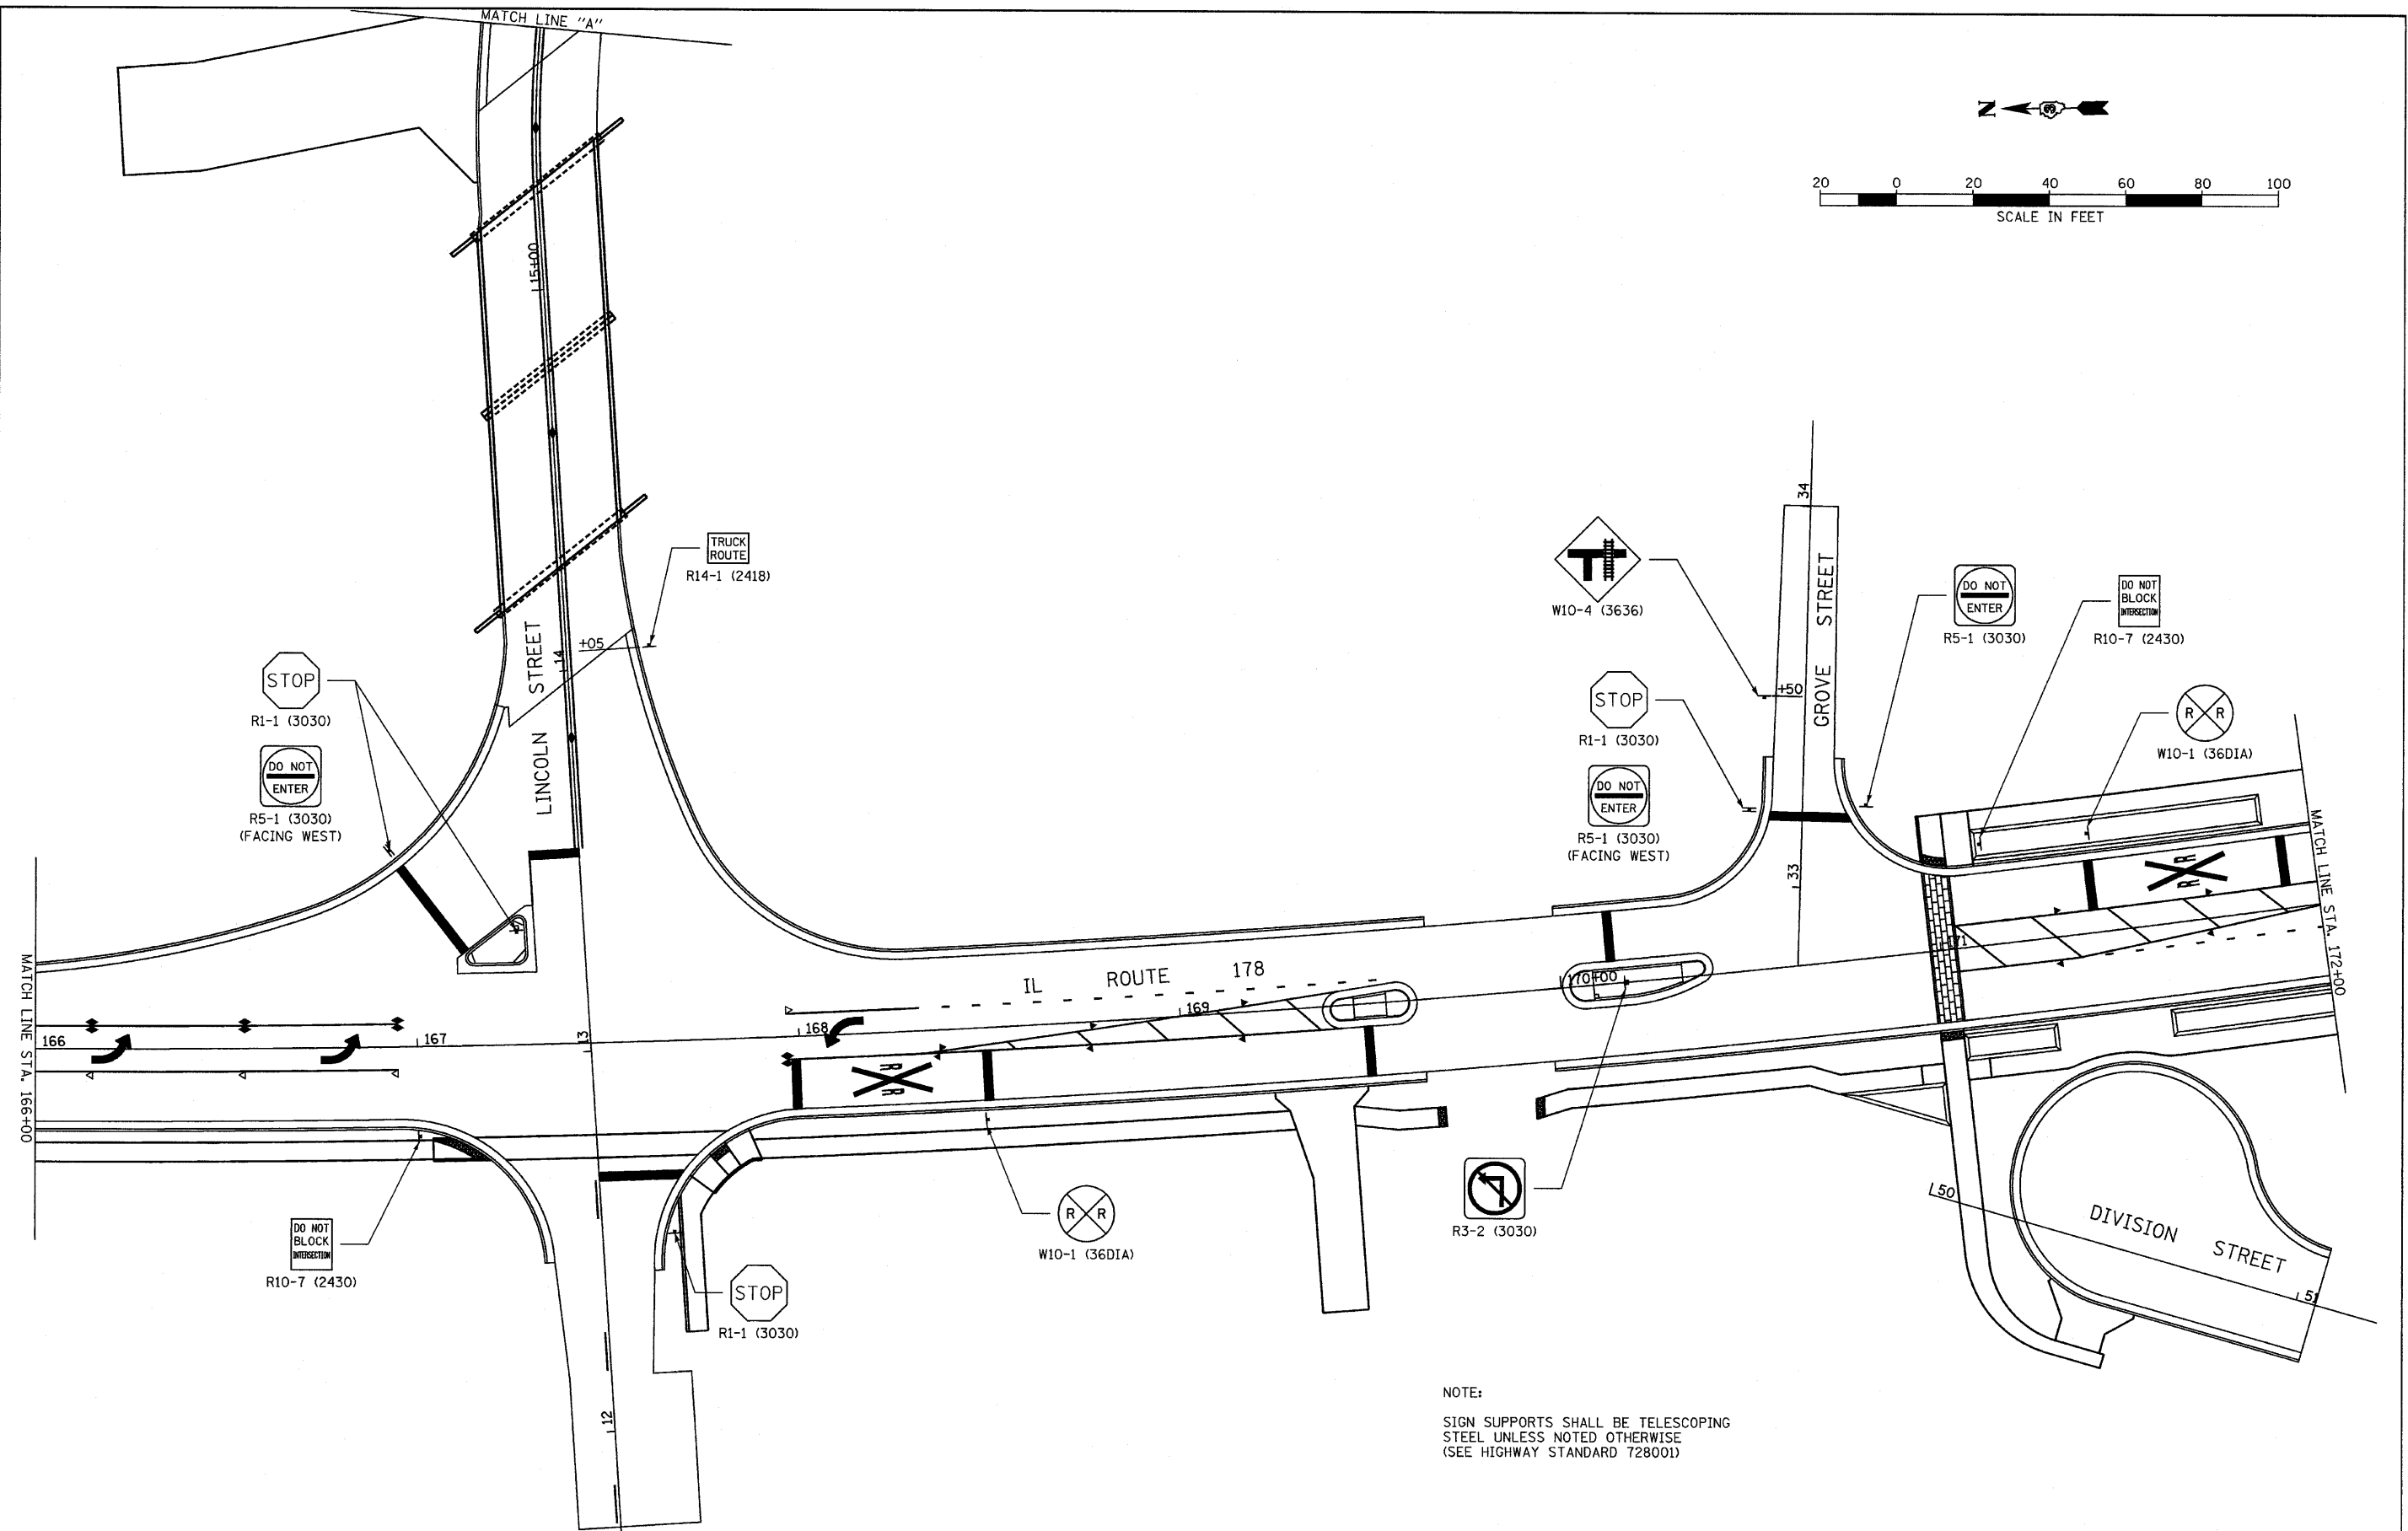 MATCH LINE "A"
N
20 0 20 40 60 80 100
SCALE IN FEET
15+00
TRUCK
ROUTE
R14-1 (2418)
+05
14
LINCOLN STREET
STOP
R1-1 (3030)
DO NOT
ENTER
R5-1 (3030)
(FACING WEST)
34
W10-4 (3636)
GROVE STREET
+50
STOP
R1-1 (3030)
DO NOT
ENTER
R5-1 (3030)
(FACING WEST)
33
DO NOT
ENTER
R5-1 (3030)
DO NOT
BLOCK
INTERSECTION
R10-7 (2430)
R R
W10-1 (36DIA)
R R
MATCH LINE STA. 172+00
171
170+00
IL ROUTE 178
169
168
13
167
166
MATCH LINE STA. 166+00
R R
DO NOT
BLOCK
INTERSECTION
R10-7 (2430)
STOP
R1-1 (3030)
R R
W10-1 (36DIA)
R3-2 (3030)
50
DIVISION STREET
51
12
NOTE:
SIGN SUPPORTS SHALL BE TELESCOPING
STEEL UNLESS NOTED OTHERWISE
(SEE HIGHWAY STANDARD 728001)